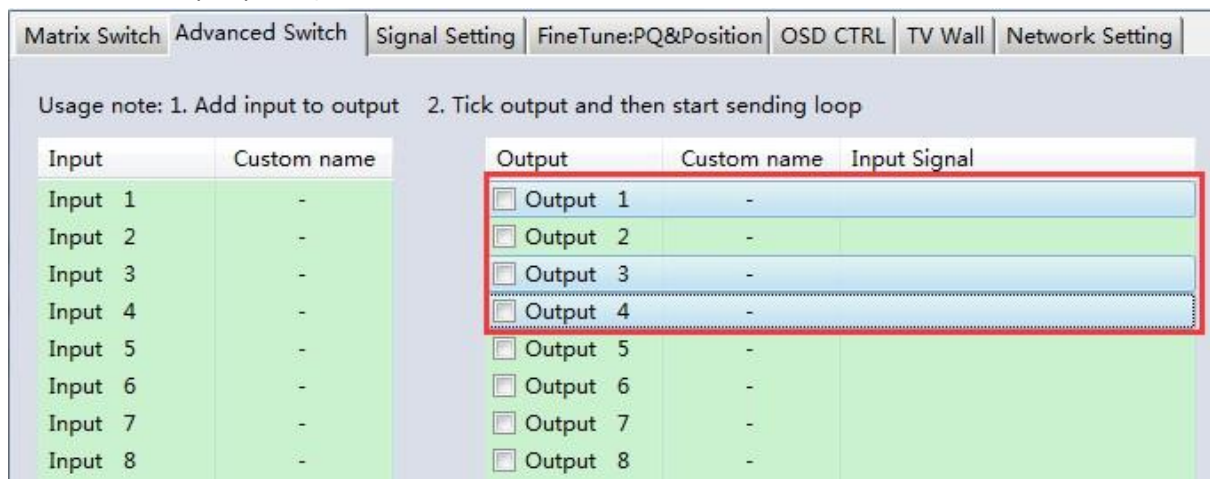 Matrix Switch Advanced Switch Signal Setting FineTune:PQ&Position OSD CTRL TV Wall Network Setting
Usage note: 1. Add input to output 2. Tick output and then start sending loop
Input Custom name Output Custom name Input Signal
Input 1 - Output 1 -
Input 2 - Output 2 -
Input 3 - Output 3 -
Input 4 - Output 4 -
Input 5 - Output 5 -
Input 6 - Output 6 -
Input 7 - Output 7 -
Input 8 - Output 8 -